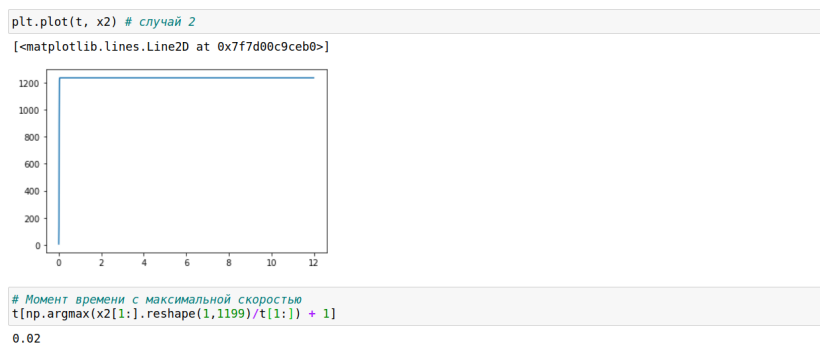 plt.plot(t, x2) # случай 2
[<matplotlib.lines.Line2D at 0x7f7d00c9ceb0>]
1200
1000
800
600
400
200
0
0 2 4 6 8 10 12
# Момент времени с максимальной скоростью
t[np.argmax(x2[1:].reshape(1,1199)/t[1:]) + 1]
0.02